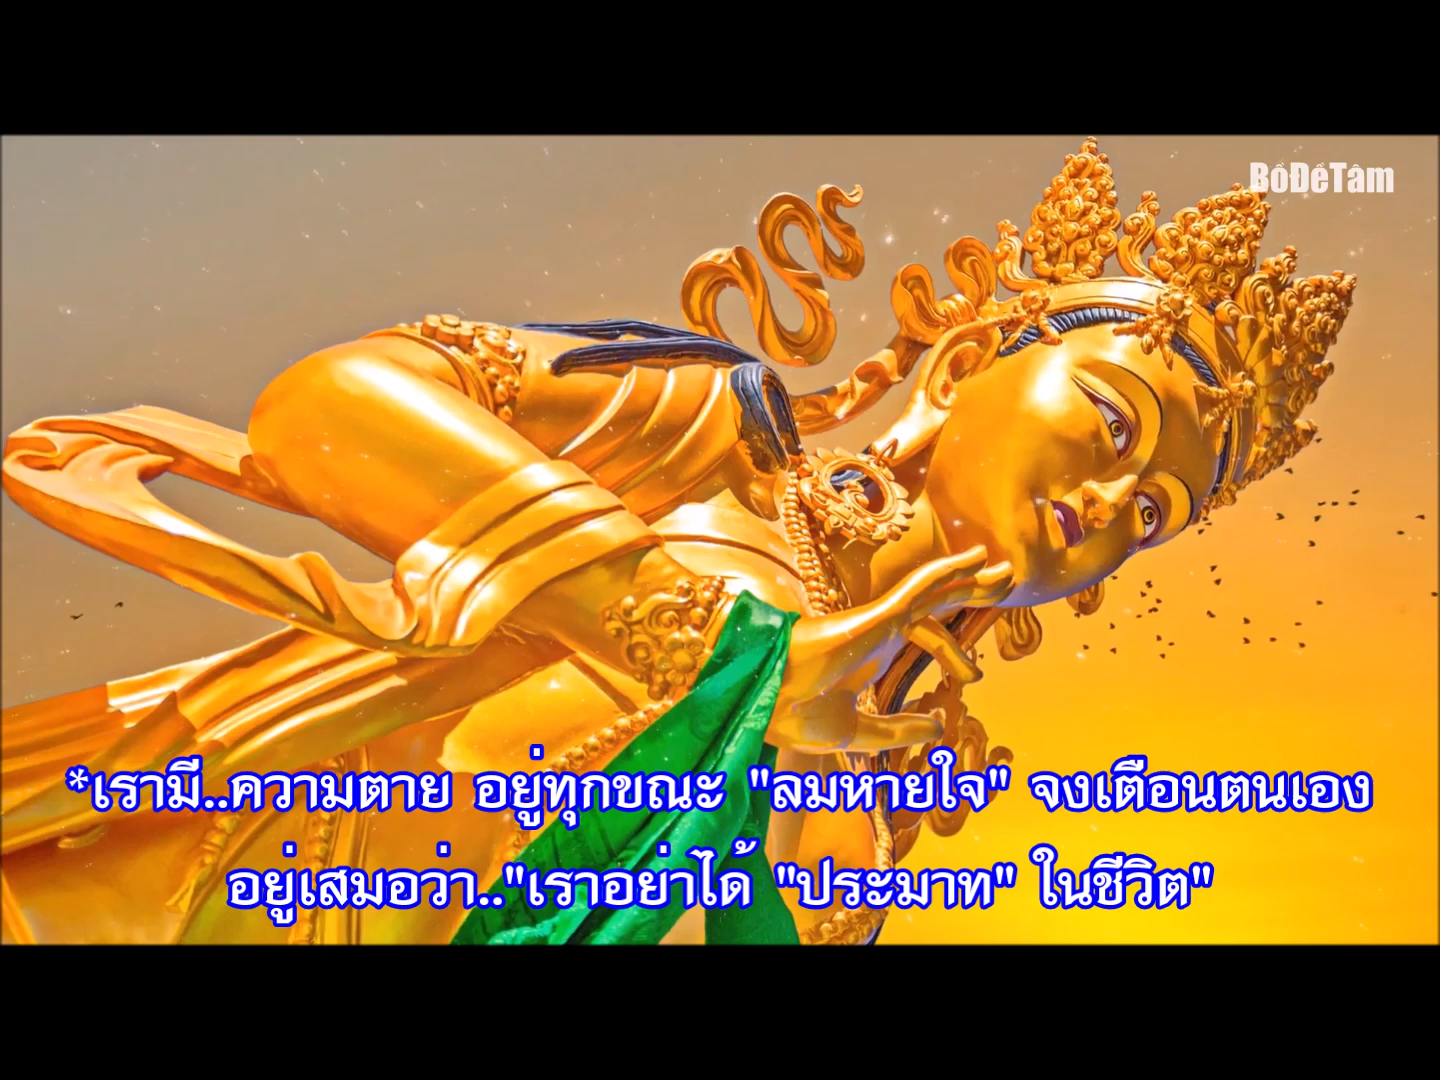 BồĐềTâm
*เรามี..ความตาย อยู่ทุกขณะ "ลมหายใจ" จงเตือนตนเอง
อยู่เสมอว่า.."เราอย่าได้ "ประมาท" ในชีวิต"